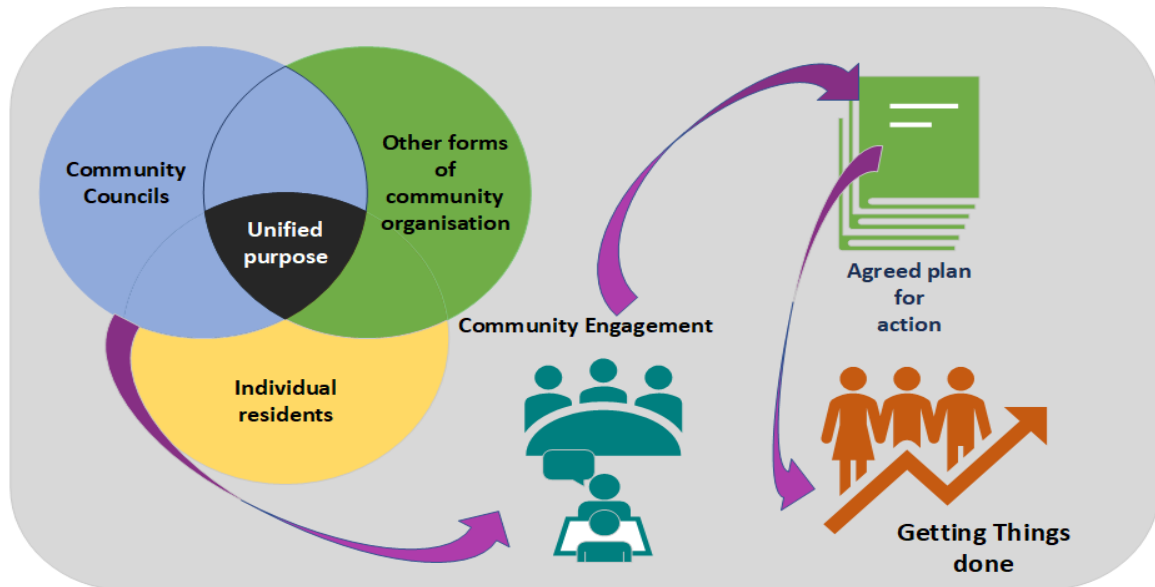 Community
Councils
Other forms
of
community
organisation
Unified
purpose
Individual
residents
Community Engagement
Agreed plan
for
action
Getting Things
done